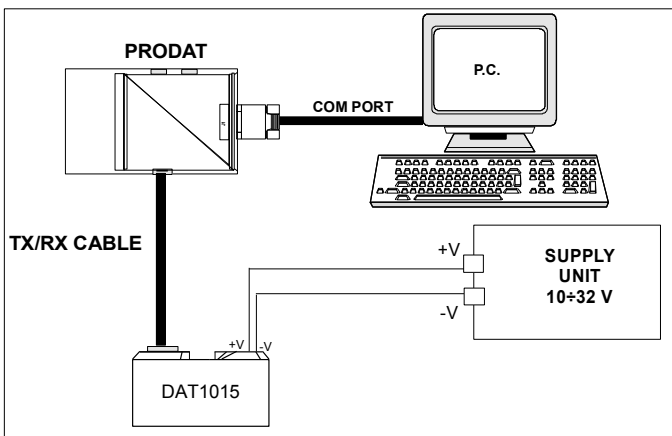 PRODAT
P.C.
COM PORT
TX/RX CABLE
+V
SUPPLY
UNIT
10÷32 V
-V
+V -V
DAT1015